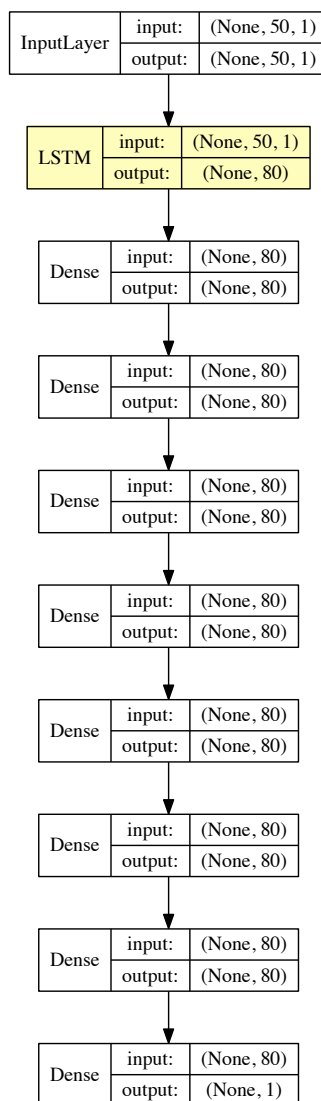 InputLayer
input: (None, 50, 1)
output: (None, 50, 1)
LSTM
input: (None, 50, 1)
output: (None, 80)
Dense
input: (None, 80)
output: (None, 80)
Dense
input: (None, 80)
output: (None, 80)
Dense
input: (None, 80)
output: (None, 80)
Dense
input: (None, 80)
output: (None, 80)
Dense
input: (None, 80)
output: (None, 80)
Dense
input: (None, 80)
output: (None, 80)
Dense
input: (None, 80)
output: (None, 80)
Dense
input: (None, 80)
output: (None, 1)